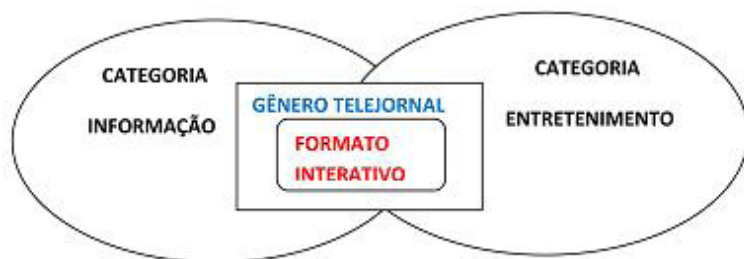 CATEGORIA
INFORMAÇÃO
GÊNERO TELEJORNAL
FORMATO
INTERATIVO
CATEGORIA
ENTRETENIMENTO